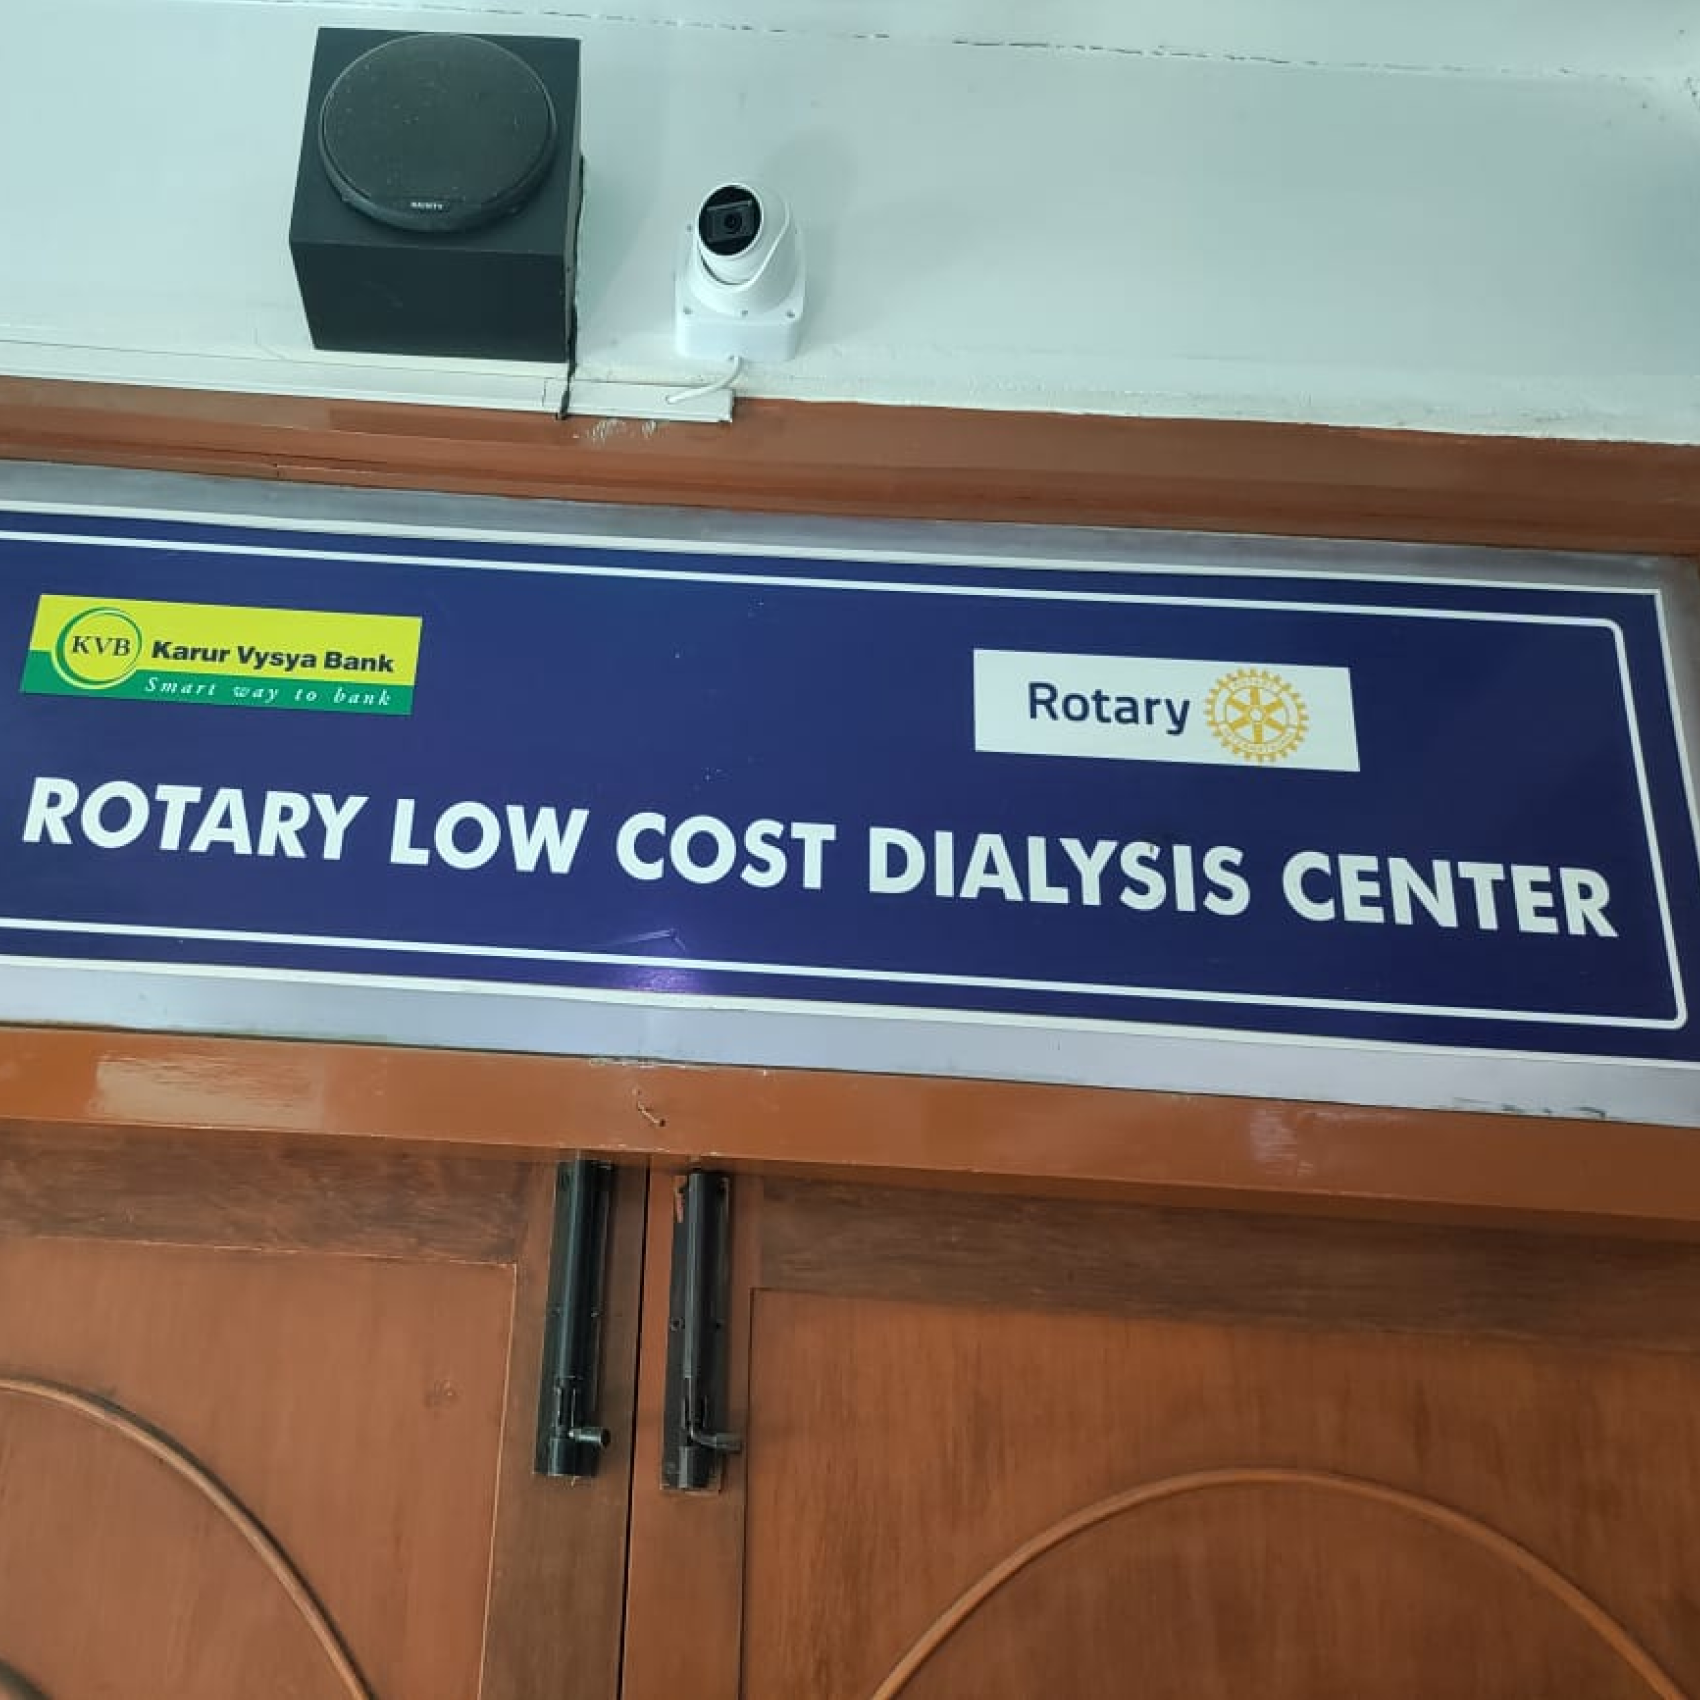 KVB Karur Vysya Bank
Smart way to bank
Rotary
ROTARY LOW COST DIALYSIS CENTER